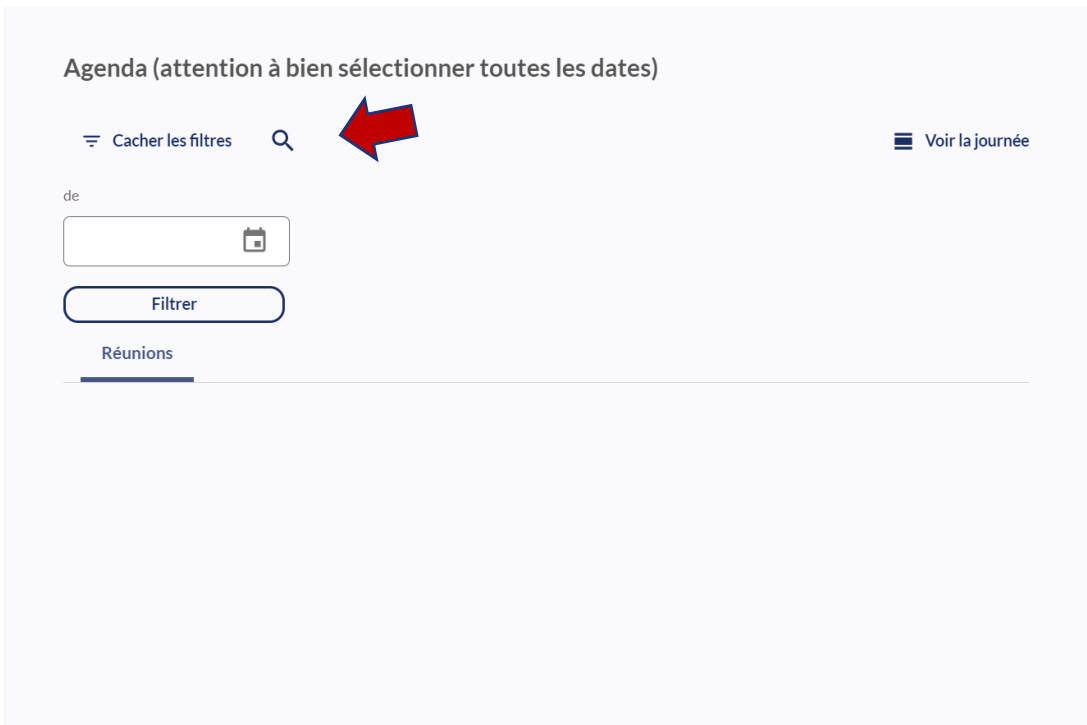 Agenda (attention à bien sélectionner toutes les dates)
Cacher les filtres
Voir la journée
de
Filtrer
Réunions